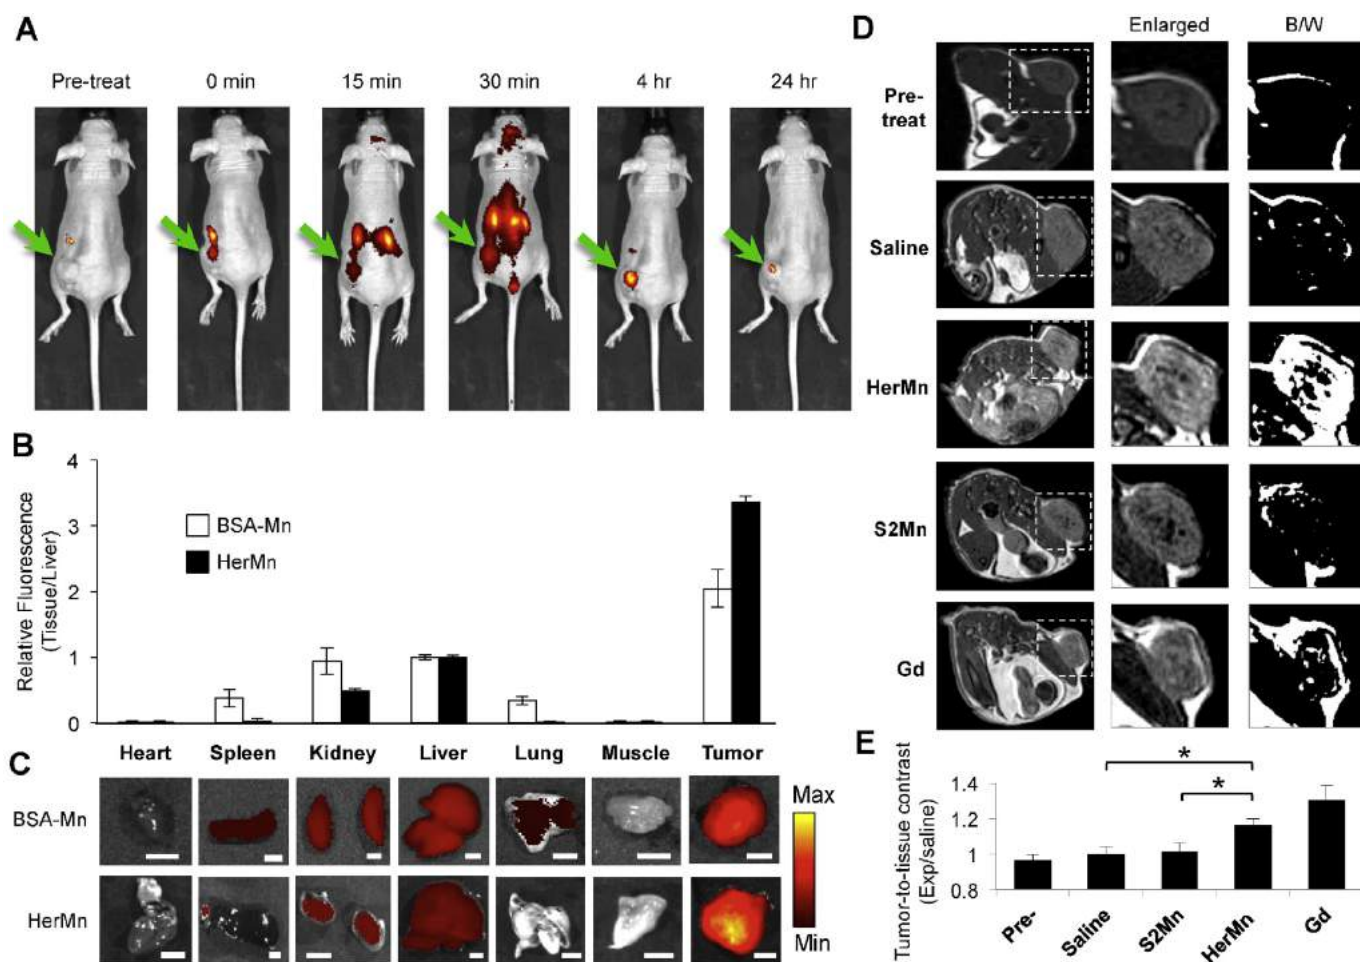 A
Pre-treat 0 min 15 min 30 min 4 hr 24 hr
B
Relative Fluorescence
(Tissue/Liver)
4
3
2
1
0
BSA-Mn
HerMn
Heart Spleen Kidney Liver Lung Muscle Tumor
C
BSA-Mn
HerMn
Max
Min
D
Enlarged B/W
Pre-
treat
Saline
HerMn
S2Mn
Gd
E
Tumor-to-tissue contrast
(Exp/saline)
1.4
1.2
1
0.8
* 
*
Pre- Saline S2Mn HerMn Gd